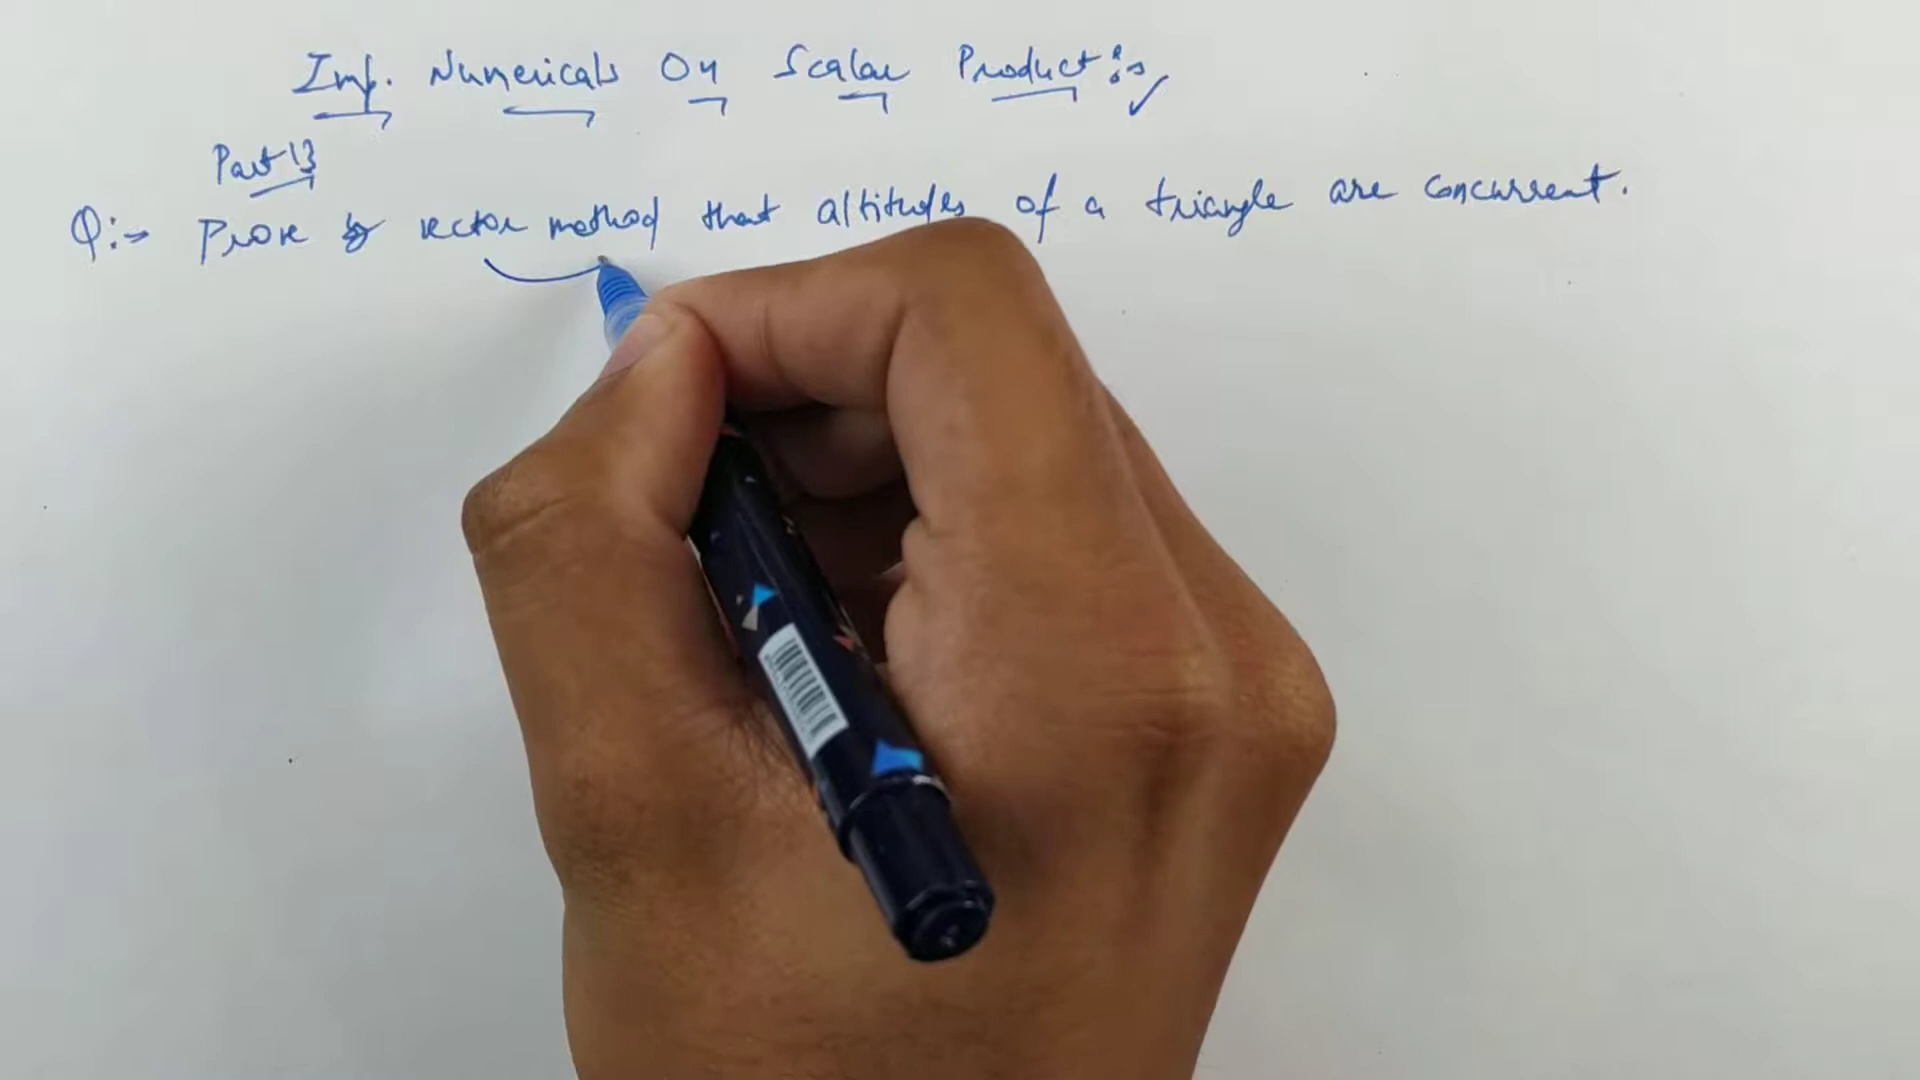 Imp. Numericals On Scalar Product:-
Part 13
Q:- Prove by vector method that altitudes of a triangle are concurrent.